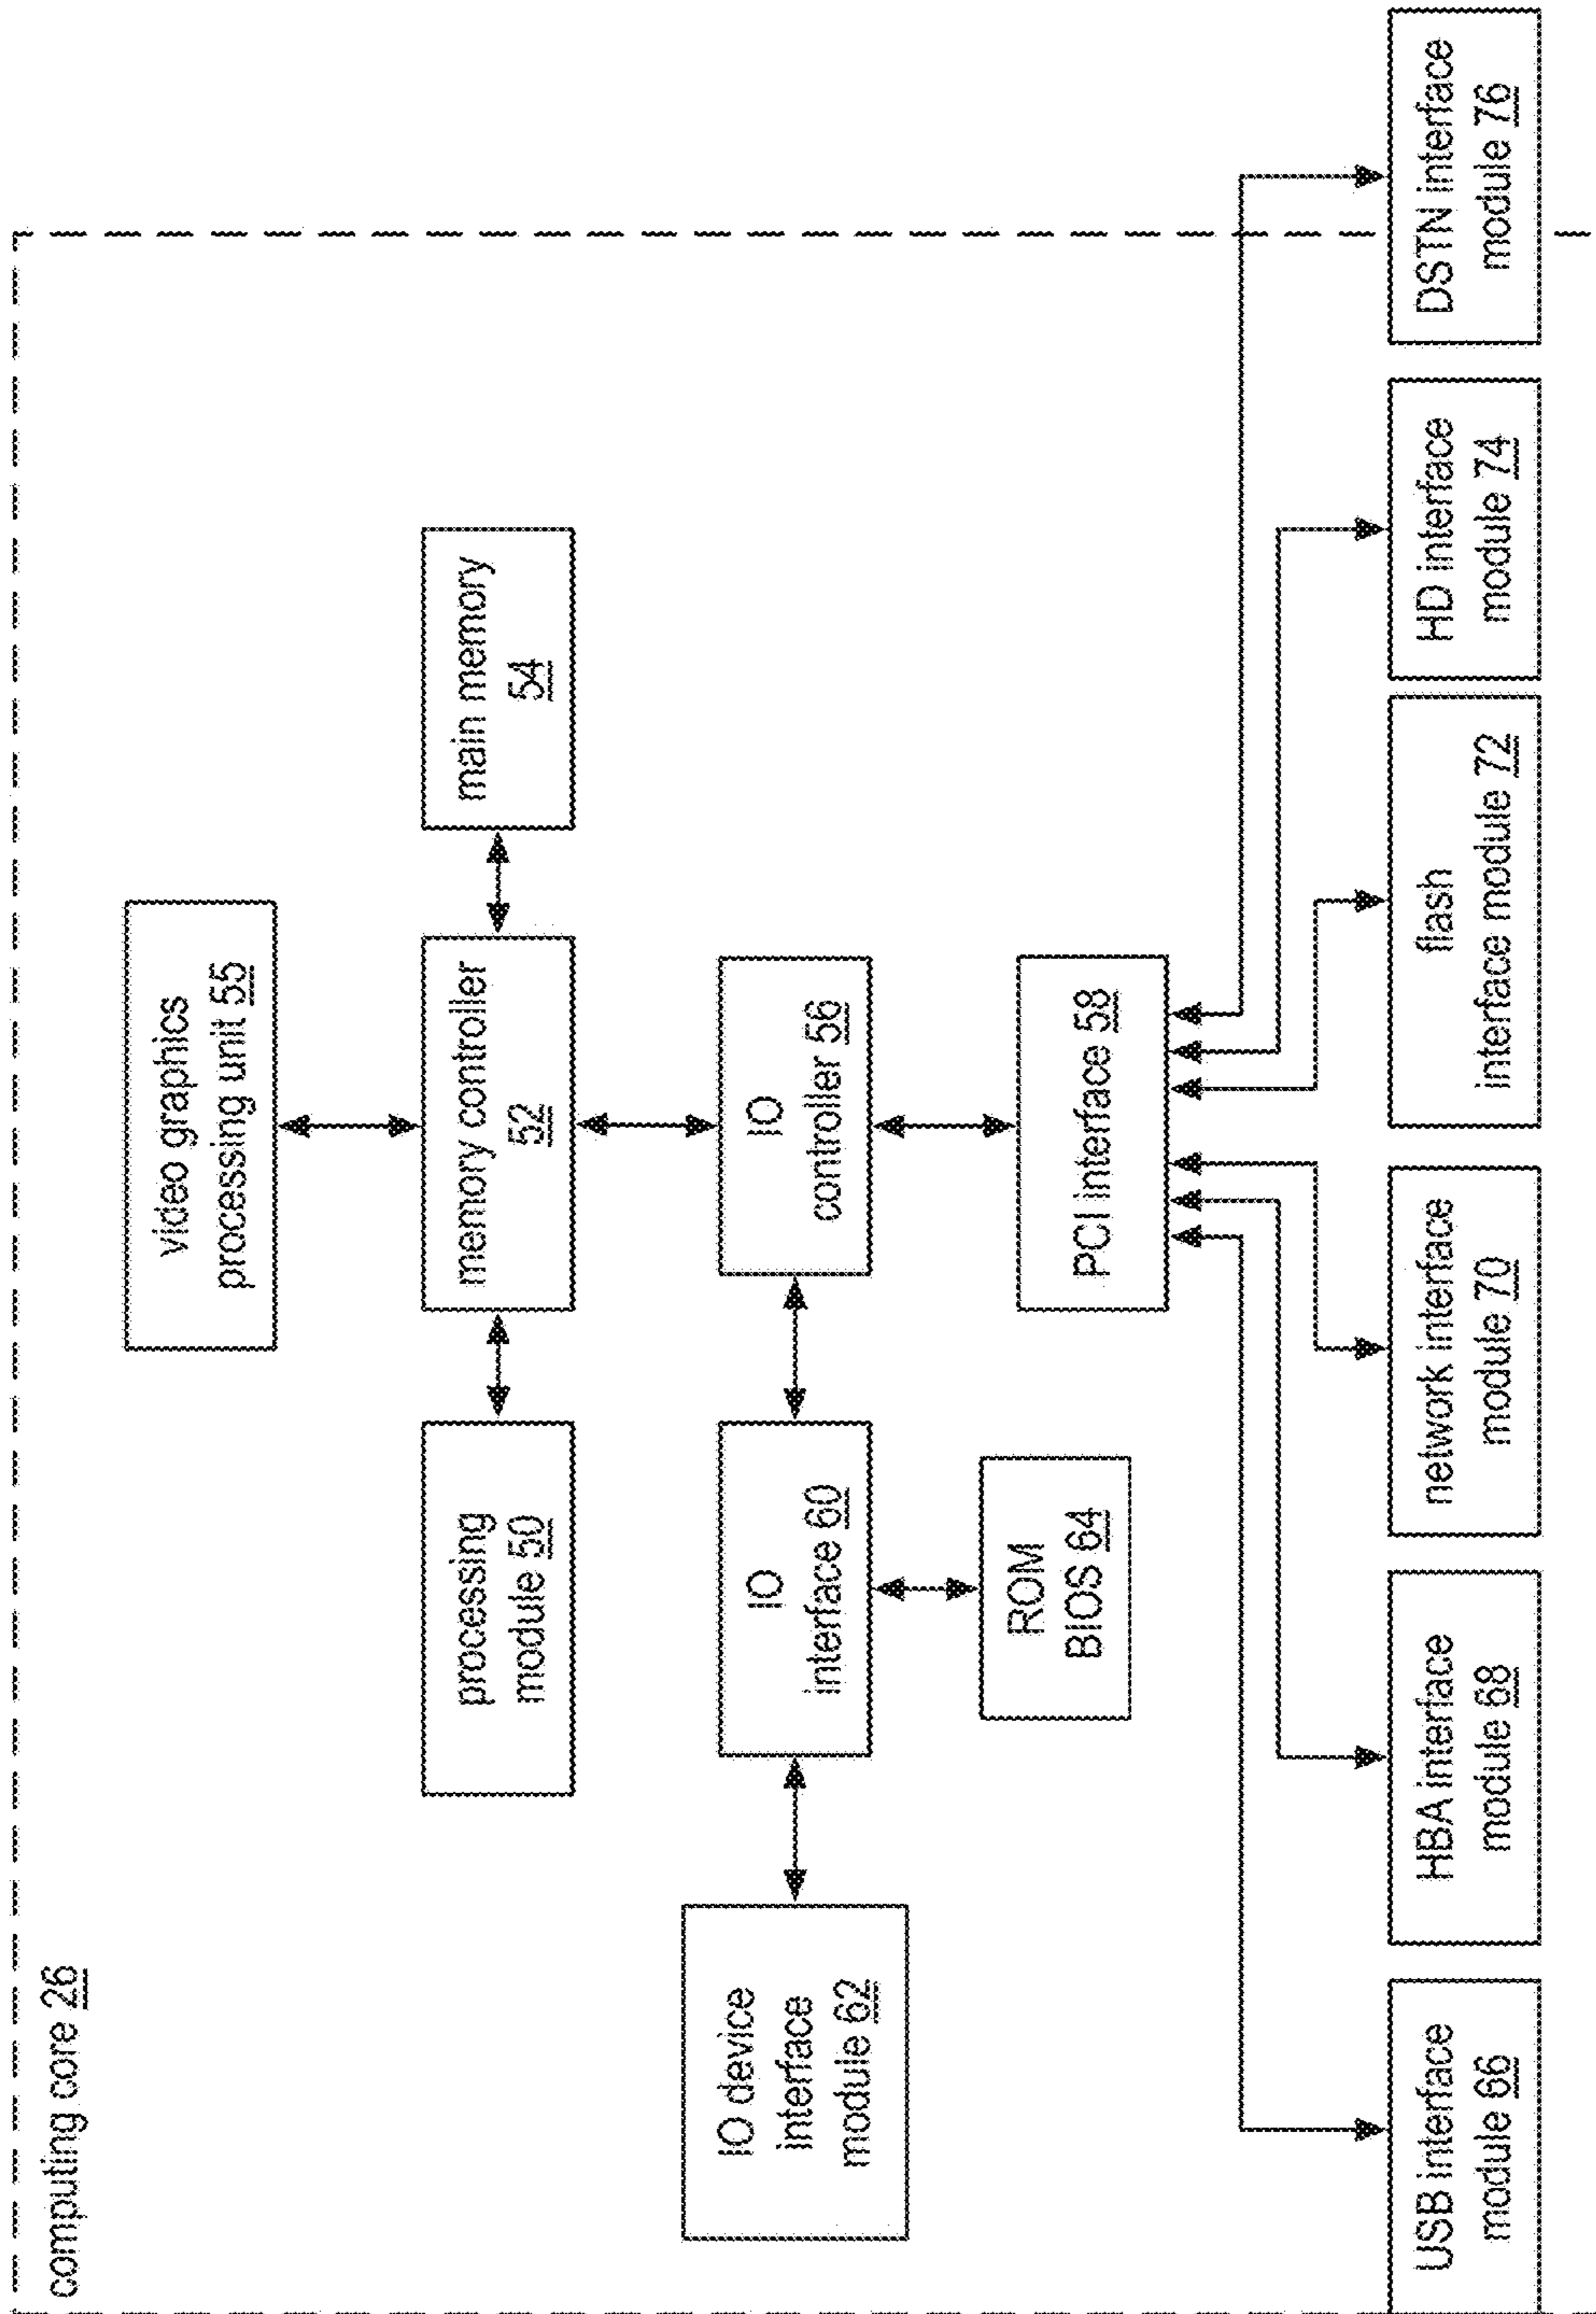 computing core 26
video graphics
processing unit 55
processing
module 50
memory controller
52
main memory
54
IO device
interface
module 62
IO
interface 60
IO
controller 56
ROM
BIOS 64
PCI interface 58
USB interface
module 66
HBA interface
module 68
network interface
module 70
flash
interface module 72
HD interface
module 74
DSTN interface
module 76